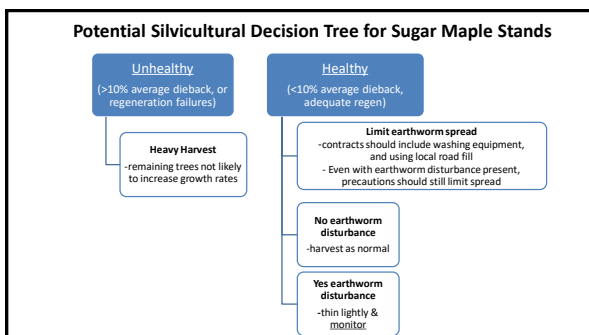 Potential Silvicultural Decision Tree for Sugar Maple Stands
Unhealthy
(>10% average dieback, or
regeneration failures)
Heavy Harvest
-remaining trees not likely
to increase growth rates
Healthy
(<10% average dieback,
adequate regen)
Limit earthworm spread
-contracts should include washing equipment,
and using local road fill
- Even with earthworm disturbance present,
precautions should still limit spread
No earthworm
disturbance
-harvest as normal
Yes earthworm
disturbance
-thin lightly &
monitor